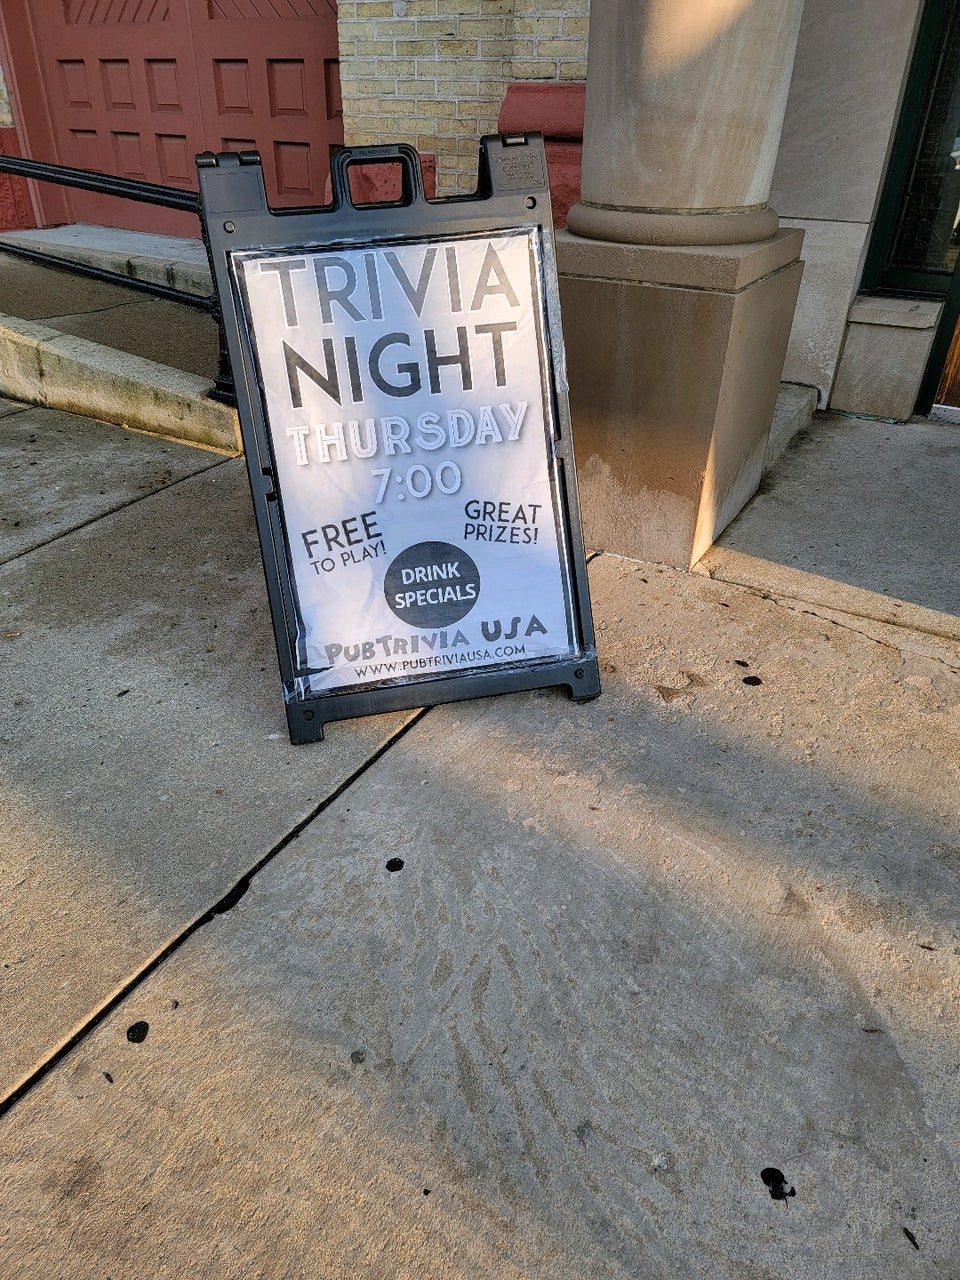 TRIVIA
NIGHT
THURSDAY
7:00
FREE
TO PLAY!
GREAT
PRIZES!
DRINK
SPECIALS
PUBTRIVIA USA
WWW.PUBTRIVIAUSA.COM